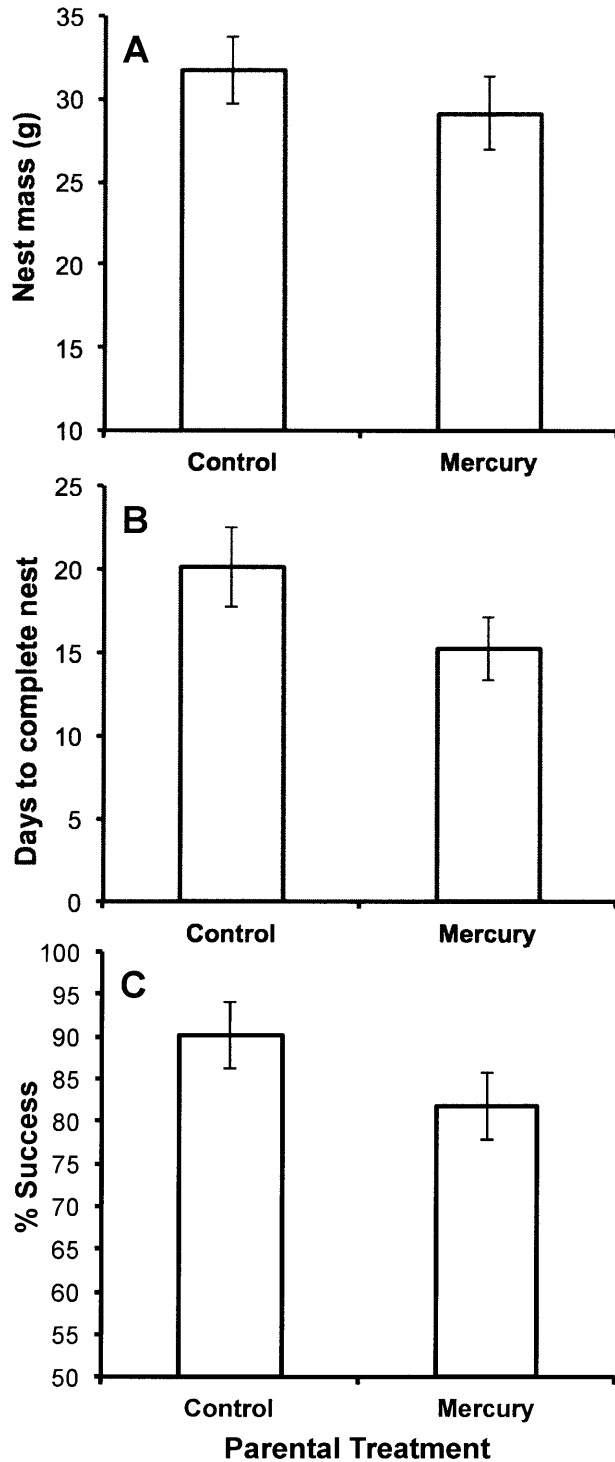 A
Nest mass (g)
35
30
25
20
15
10
Control Mercury
B
Days to complete nest
25
20
15
10
5
0
Control Mercury
C
% Success
100
95
90
85
80
75
70
65
60
55
50
Control Mercury
Parental Treatment